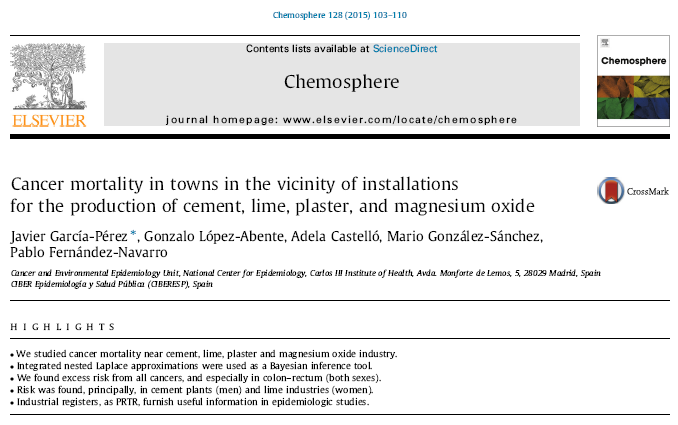 Chemosphere 128 (2015) 103–110
Contents lists available at ScienceDirect
Chemosphere
journal homepage: www.elsevier.com/locate/chemosphere
ELSEVIER
Chemosphere
Cancer mortality in towns in the vicinity of installations
for the production of cement, lime, plaster, and magnesium oxide
CrossMark
Javier García-Pérez *, Gonzalo López-Abente, Adela Castelló, Mario González-Sánchez,
Pablo Fernández-Navarro
Cancer and Environmental Epidemiology Unit, National Center for Epidemiology, Carlos III Institute of Health, Avda. Monforte de Lemos, 5, 28029 Madrid, Spain
CIBER Epidemiología y Salud Pública (CIBERESP), Spain
HIGHLIGHTS
• We studied cancer mortality near cement, lime, plaster and magnesium oxide industry.
• Integrated nested Laplace approximations were used as a Bayesian inference tool.
• We found excess risk from all cancers, and especially in colon–rectum (both sexes).
• Risk was found, principally, in cement plants (men) and lime industries (women).
• Industrial registers, as PRTR, furnish useful information in epidemiologic studies.